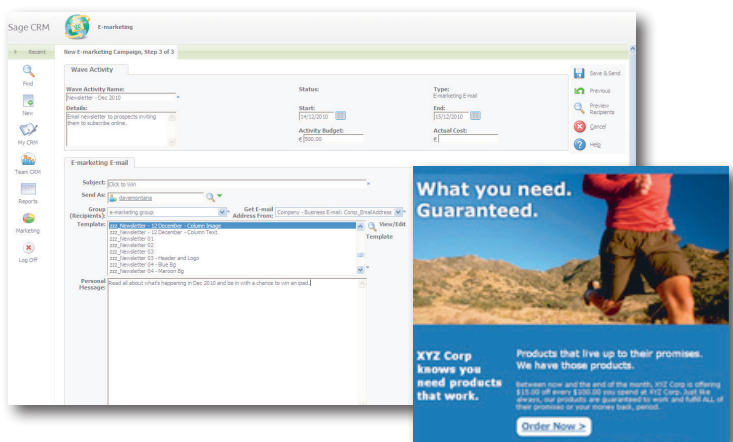 Sage CRM
E-marketing
Recent
New E-marketing Campaign, Step 3 of 3
Find
New
My CRM
Team CRM
Reports
Marketing
Log Off
Wave Activity
Wave Activity Name:
Newsletter - Dec 2010
Status:
Type:
E-marketing E-mail
Details:
Email newsletter to prospects inviting
them to subscribe online.
Start:
14/12/2010
End:
15/12/2010
Activity Budget:
€ 500.00
Actual Cost:
€
Save & Send
Previous
Preview
Recipients
Cancel
Help
E-marketing E-mail
Subject: Click to Win
Send As: davemontana
Group
(Recipients): e-marketing group
Get E-mail
Address From: Company - Business E-mail: Comp_EmailAddress
Template: zzz_Newsletter - 12 December - Column Image
zzz_Newsletter - 12 December - Column Text
zzz_Newsletter 01
zzz_Newsletter 02
zzz_Newsletter 03
zzz_Newsletter 03 - Header and Logo
zzz_Newsletter 04 - Blue Bg
zzz_Newsletter 04 - Maroon Bg
View/Edit
Template
Personal
Message: Read all about what's happening in Dec 2010 and be in with a chance to win an ipad.
What you need.
Guaranteed.
XYZ Corp
knows you
need products
that work.
Products that live up to their promises.
We have those products.
Between now and the end of the month, XYZ Corp is offering
$15.00 off every $100.00 you spend at XYZ Corp. Just like
always, our products are guaranteed to work and fulfill ALL of
their promises or your money back, period.
Order Now >